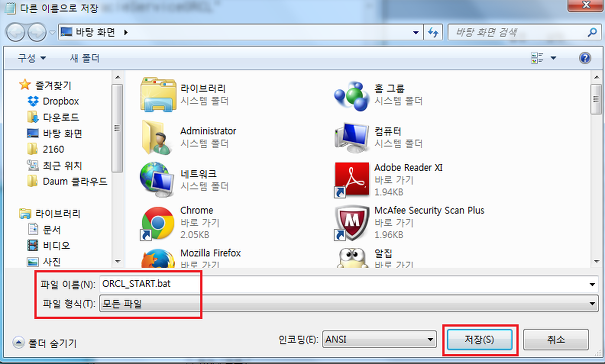 다른 이름으로 저장
바탕 화면
바탕 화면 검색
구성
새 폴더
즐겨찾기
Dropbox
다운로드
바탕 화면
2160
최근 위치
Daum 클라우드
라이브러리
문서
비디오
사진
라이브러리
시스템 폴더
홈 그룹
시스템 폴더
Administrator
시스템 폴더
컴퓨터
시스템 폴더
네트워크
시스템 폴더
Adobe Reader XI
바로 가기
1.94KB
Chrome
바로 가기
2.05KB
McAfee Security Scan Plus
바로 가기
1.96KB
Mozilla Firefox
바로 가기
알집
바로 가기
파일 이름(N): ORCL_START.bat
파일 형식(T): 모든 파일
폴더 숨기기
인코딩(E): ANSI
저장(S)
취소